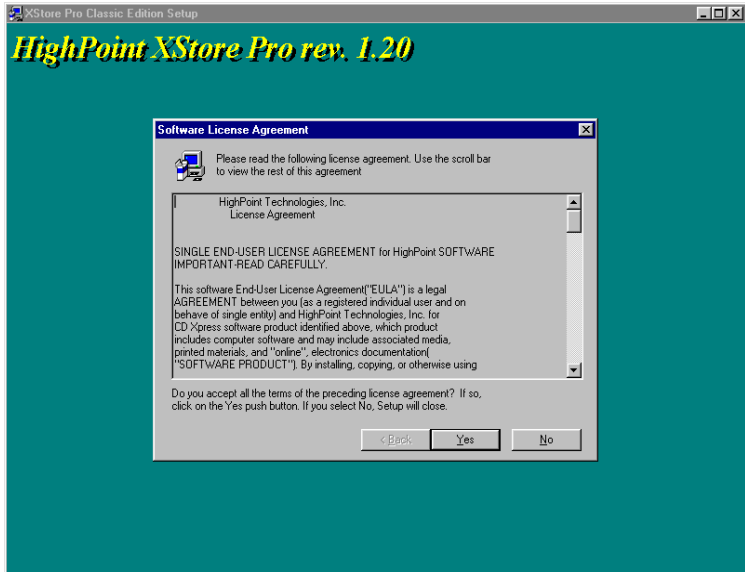 XStore Pro Classic Edition Setup
HighPoint XStore Pro rev. 1.20
Software License Agreement
Please read the following license agreement. Use the scroll bar
to view the rest of this agreement
HighPoint Technologies, Inc.
License Agreement
SINGLE END-USER LICENSE AGREEMENT for HighPoint SOFTWARE
IMPORTANT-READ CAREFULLY.
This software End-User License Agreement("EULA") is a legal
AGREEMENT between you (as a registered individual user and on
behave of single entity) and HighPoint Technologies, Inc. for
CD Xpress software product identified above, which product
includes computer software and may include associated media,
printed materials, and "online", electronics documentation(
"SOFTWARE PRODUCT"). By installing, copying, or otherwise using
Do you accept all the terms of the preceding license agreement? If so,
click on the Yes push button. If you select No, Setup will close.
< Back
Yes
No